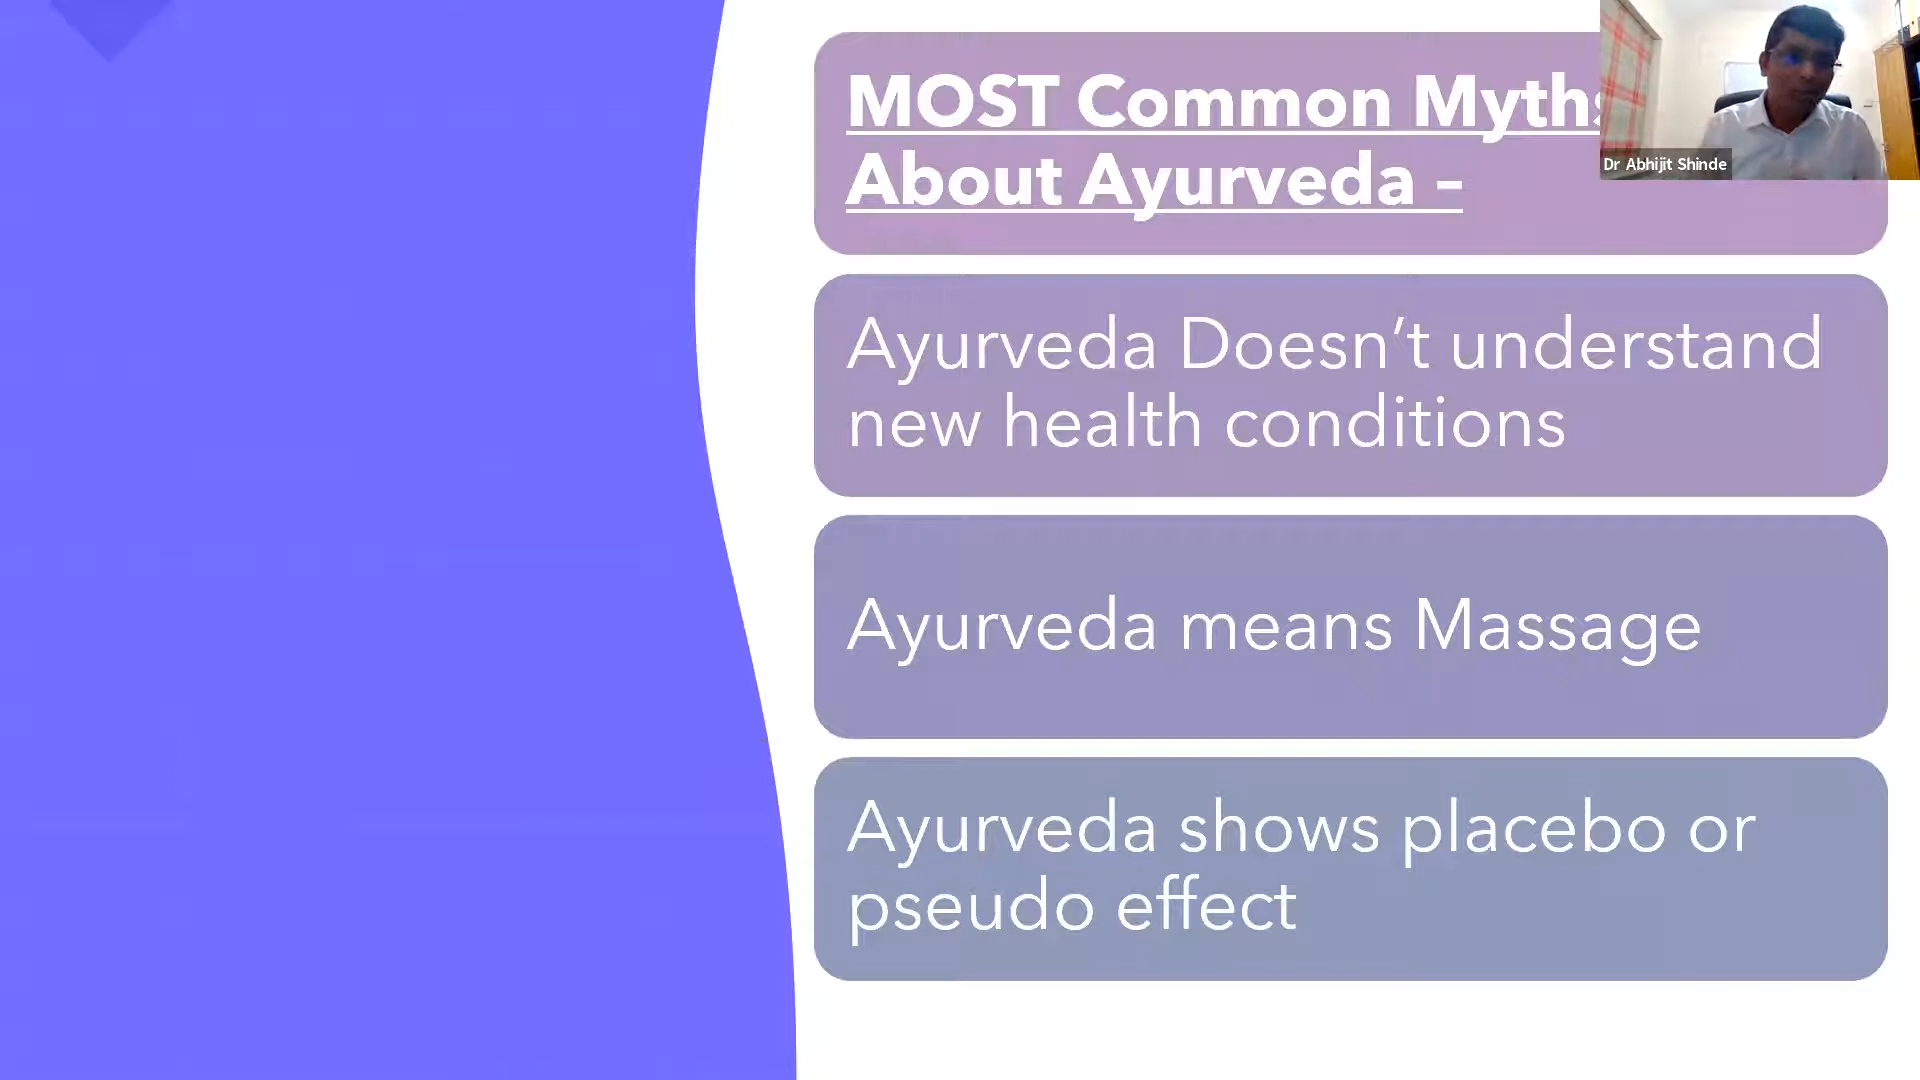 MOST Common Myths
About Ayurveda –
Dr Abhijit Shinde
Ayurveda Doesn’t understand
new health conditions
Ayurveda means Massage
Ayurveda shows placebo or
pseudo effect